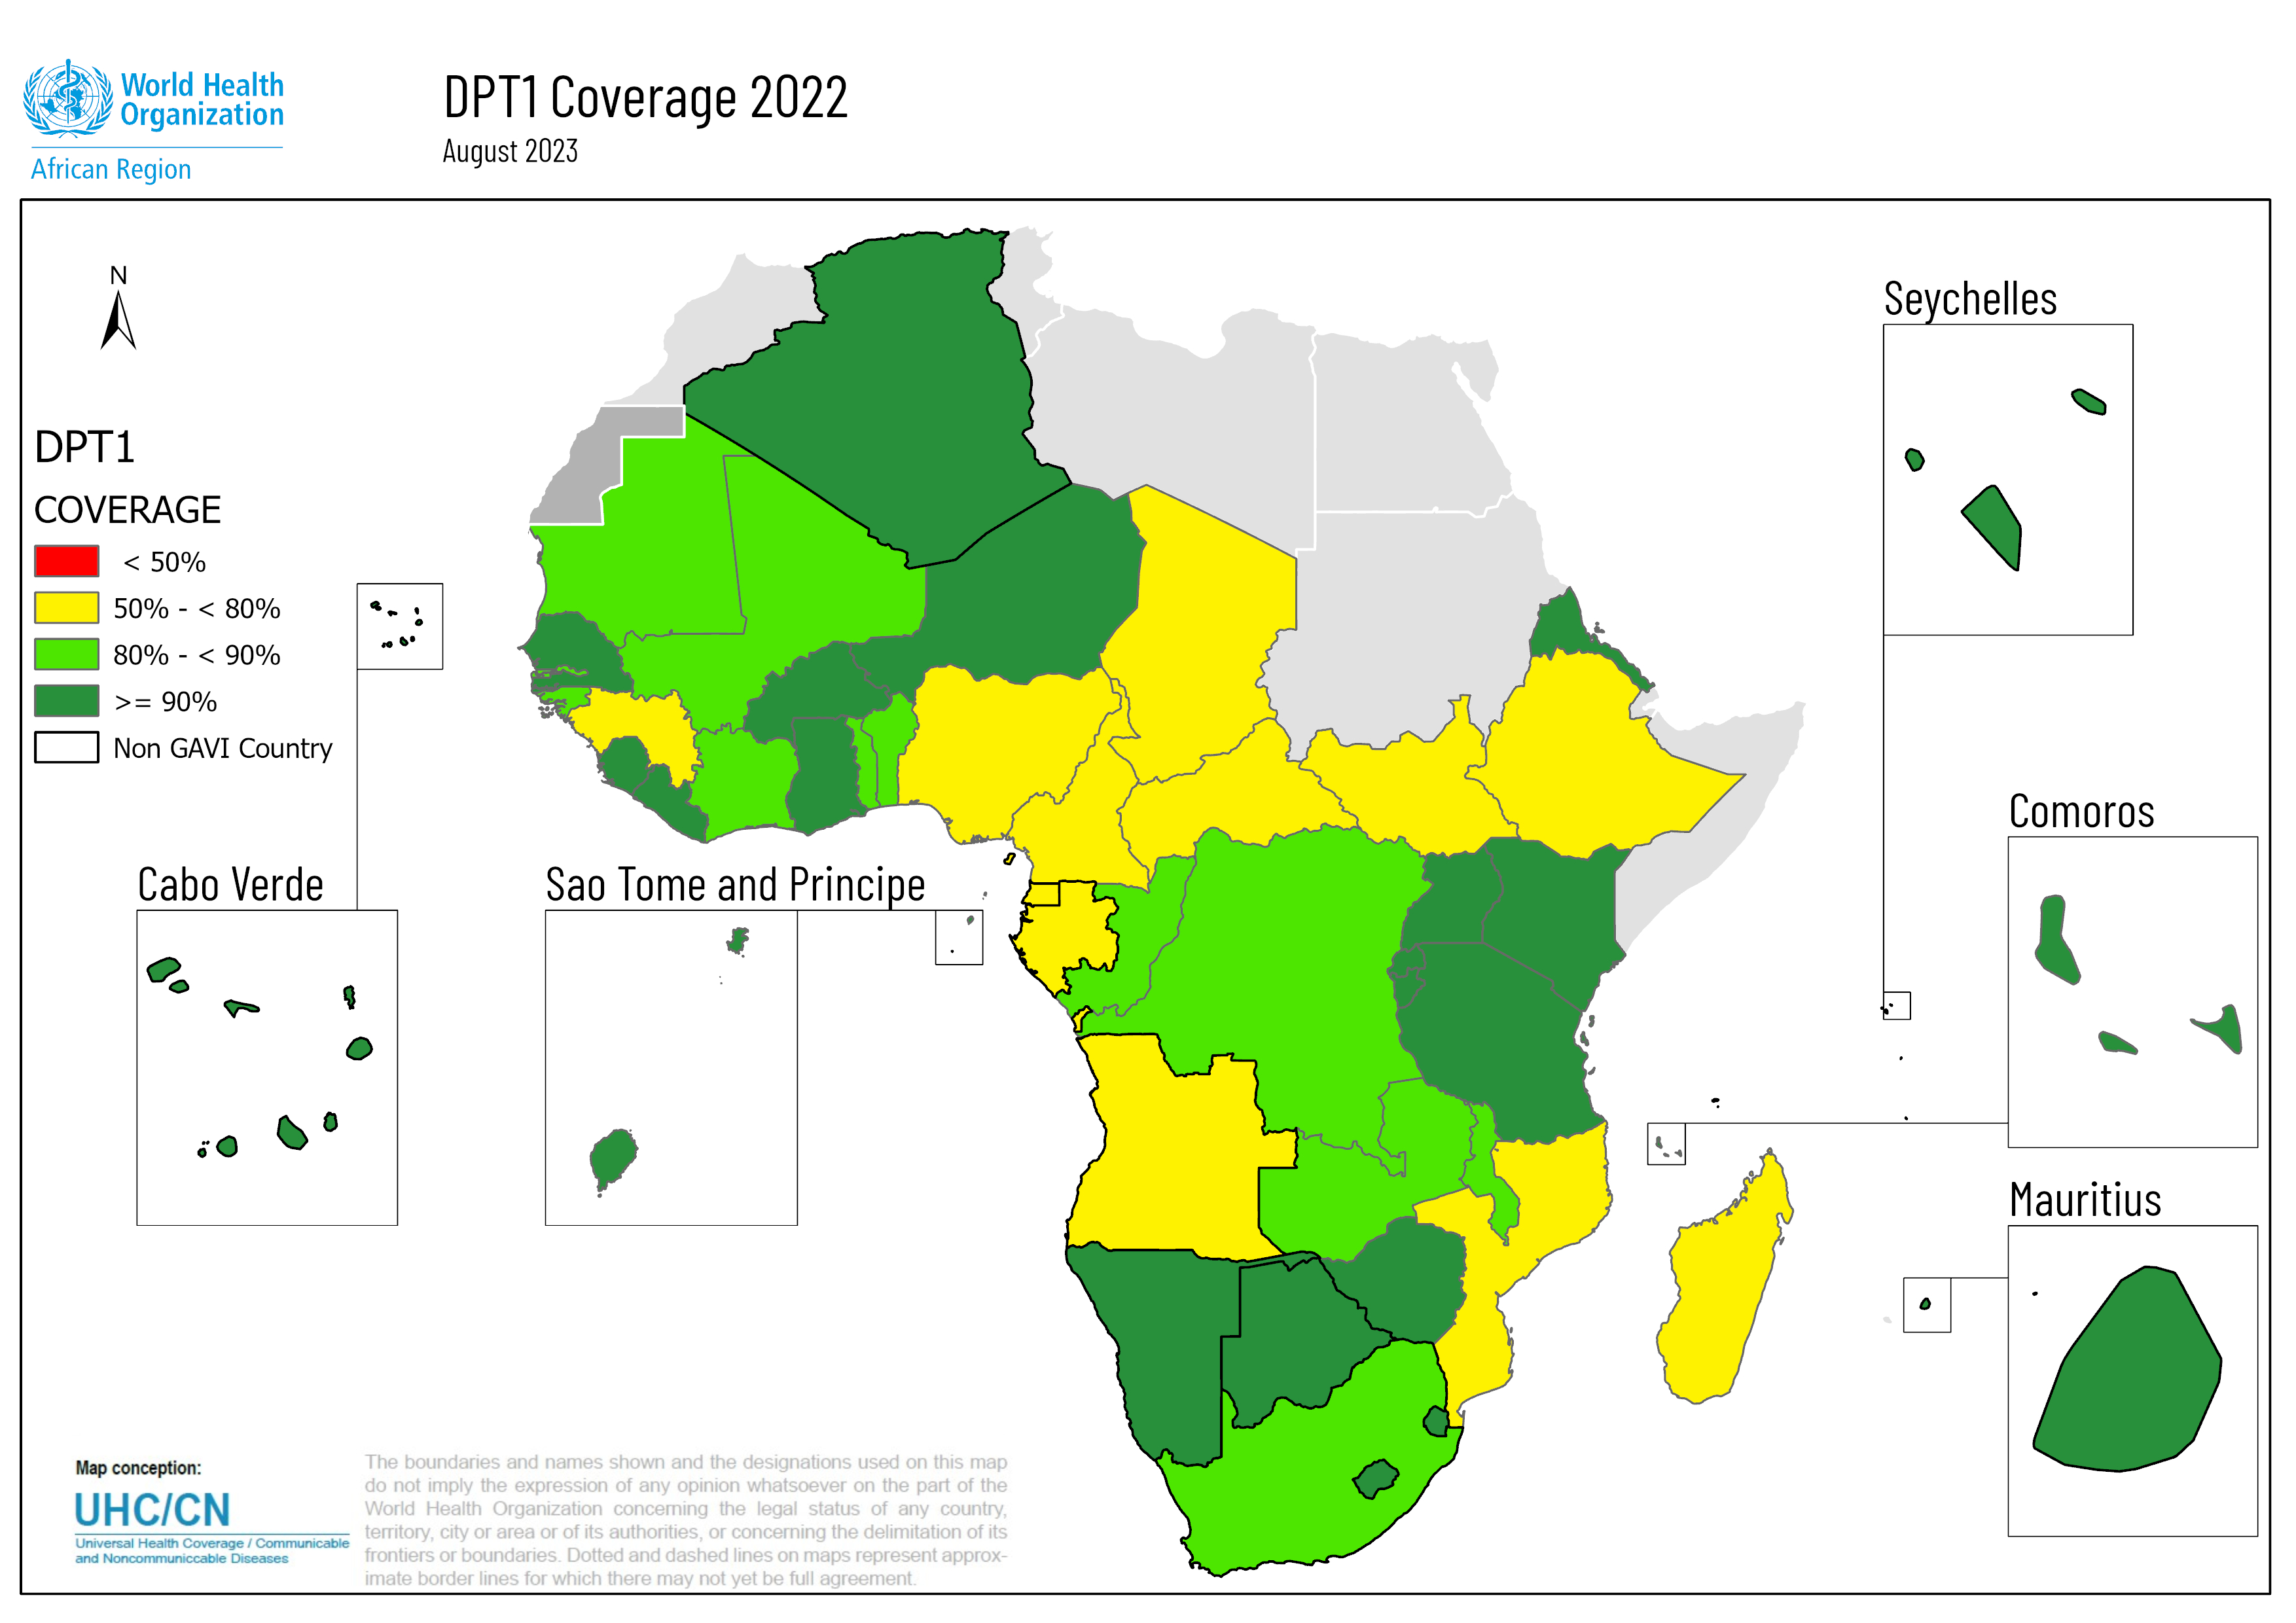 World Health
Organization
African Region
DPT1 Coverage 2022
August 2023
N
DPT1
COVERAGE
< 50%
50% - < 80%
80% - < 90%
>= 90%
Non GAVI Country
Seychelles
Comoros
Cabo Verde
Sao Tome and Principe
Mauritius
Map conception:
UHC/CN
Universal Health Coverage / Communicable
and Noncommuniccable Diseases
The boundaries and names shown and the designations used on this map
do not imply the expression of any opinion whatsoever on the part of the
World Health Organization concerning the legal status of any country,
territory, city or area or of its authorities, or concerning the delimitation of its
frontiers or boundaries. Dotted and dashed lines on maps represent approx-
imate border lines for which there may not yet be full agreement.